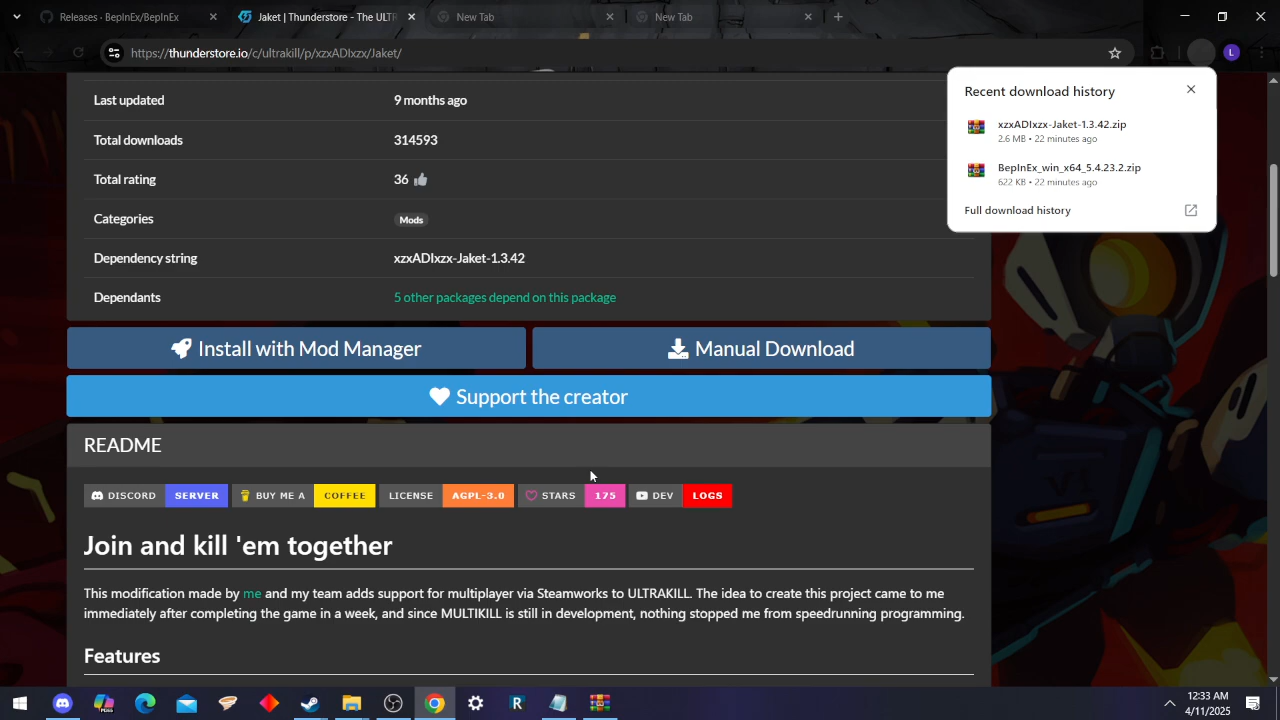 Releases · BepInEx/BepInEx
Jaket | Thunderstore - The ULTR
New Tab
New Tab
https://thunderstore.io/c/ultrakill/p/xzxADIxzx/Jaket/
L
Recent download history
xzxADIxzx-Jaket-1.3.42.zip
2.6 MB • 22 minutes ago
BepInEx_win_x64_5.4.23.2.zip
622 KB • 22 minutes ago
Full download history
Last updated 9 months ago
Total downloads 314593
Total rating 36
Categories Mods
Dependency string xzxADIxzx-Jaket-1.3.42
Dependants 5 other packages depend on this package
Install with Mod Manager
Manual Download
Support the creator
README
DISCORD SERVER BUY ME A COFFEE LICENSE AGPL-3.0 STARS 175 DEV LOGS
Join and kill 'em together
This modification made by me and my team adds support for multiplayer via Steamworks to ULTRAKILL. The idea to create this project came to me
immediately after completing the game in a week, and since MULTIKILL is still in development, nothing stopped me from speedrunning programming.
Features
12:33 AM
4/11/2025